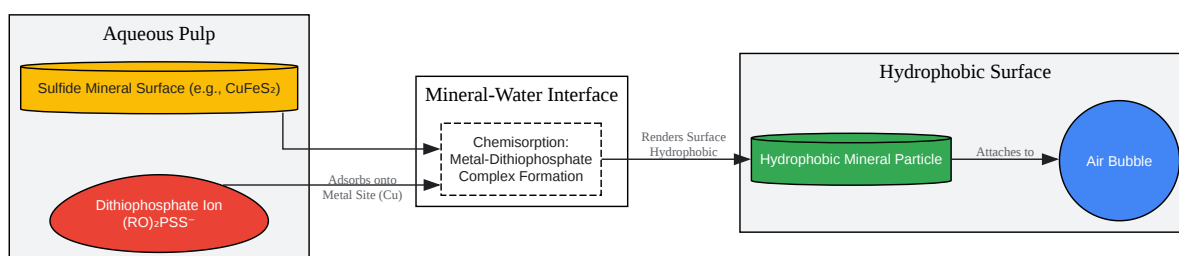 Aqueous Pulp
Sulfide Mineral Surface (e.g., CuFeS₂)
Dithiophosphate Ion
(RO)₂PSS⁻
Adsorbs onto
Metal Site (Cu)
Mineral-Water Interface
Chemisorption:
Metal-Dithiophosphate
Complex Formation
Renders Surface
Hydrophobic
Hydrophobic Surface
Hydrophobic Mineral Particle
Attaches to
Air Bubble